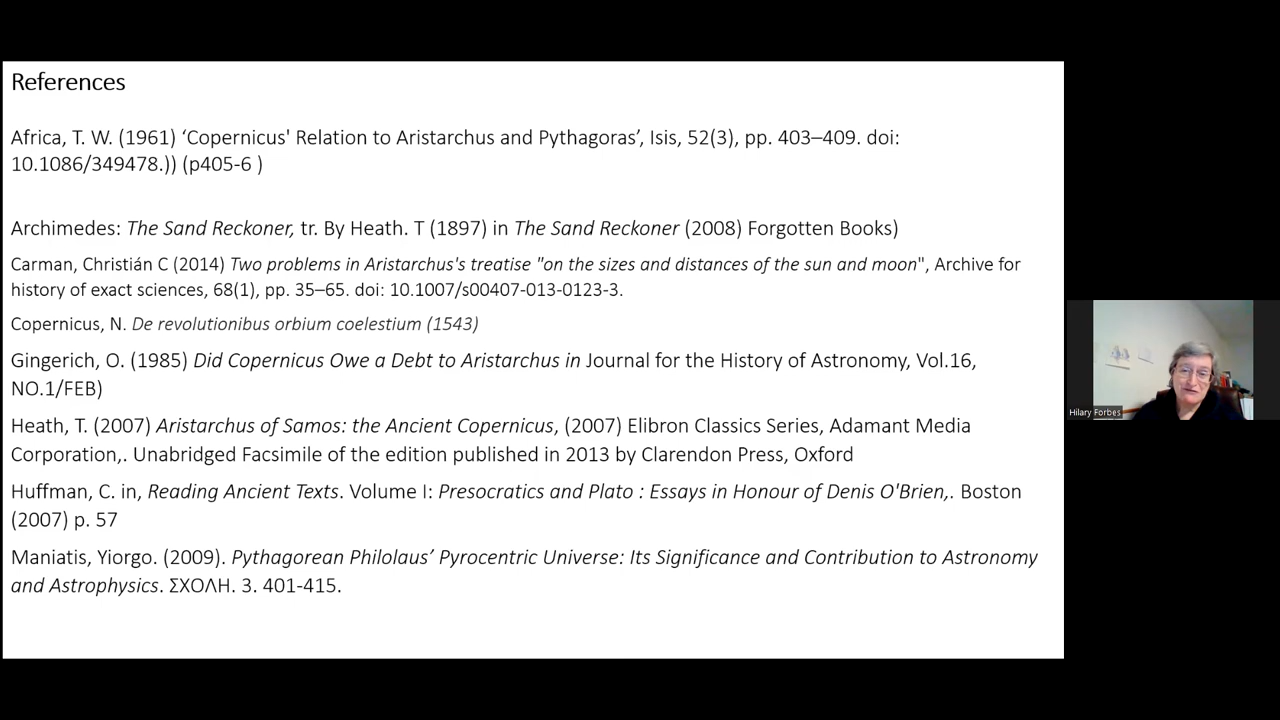 References
Africa, T. W. (1961) ‘Copernicus' Relation to Aristarchus and Pythagoras’, Isis, 52(3), pp. 403–409. doi:
10.1086/349478.)) (p405-6 )
Archimedes: The Sand Reckoner, tr. By Heath. T (1897) in The Sand Reckoner (2008) Forgotten Books)
Carman, Christián C (2014) Two problems in Aristarchus's treatise "on the sizes and distances of the sun and moon", Archive for
history of exact sciences, 68(1), pp. 35–65. doi: 10.1007/s00407-013-0123-3.
Copernicus, N. De revolutionibus orbium coelestium (1543)
Gingerich, O. (1985) Did Copernicus Owe a Debt to Aristarchus in Journal for the History of Astronomy, Vol.16,
NO.1/FEB)
Heath, T. (2007) Aristarchus of Samos: the Ancient Copernicus, (2007) Elibron Classics Series, Adamant Media
Corporation,. Unabridged Facsimile of the edition published in 2013 by Clarendon Press, Oxford
Huffman, C. in, Reading Ancient Texts. Volume I: Presocratics and Plato : Essays in Honour of Denis O'Brien,. Boston
(2007) p. 57
Maniatis, Yiorgo. (2009). Pythagorean Philolaus’ Pyrocentric Universe: Its Significance and Contribution to Astronomy
and Astrophysics. ΣΧΟΛΗ. 3. 401-415.
Hilary Forbes